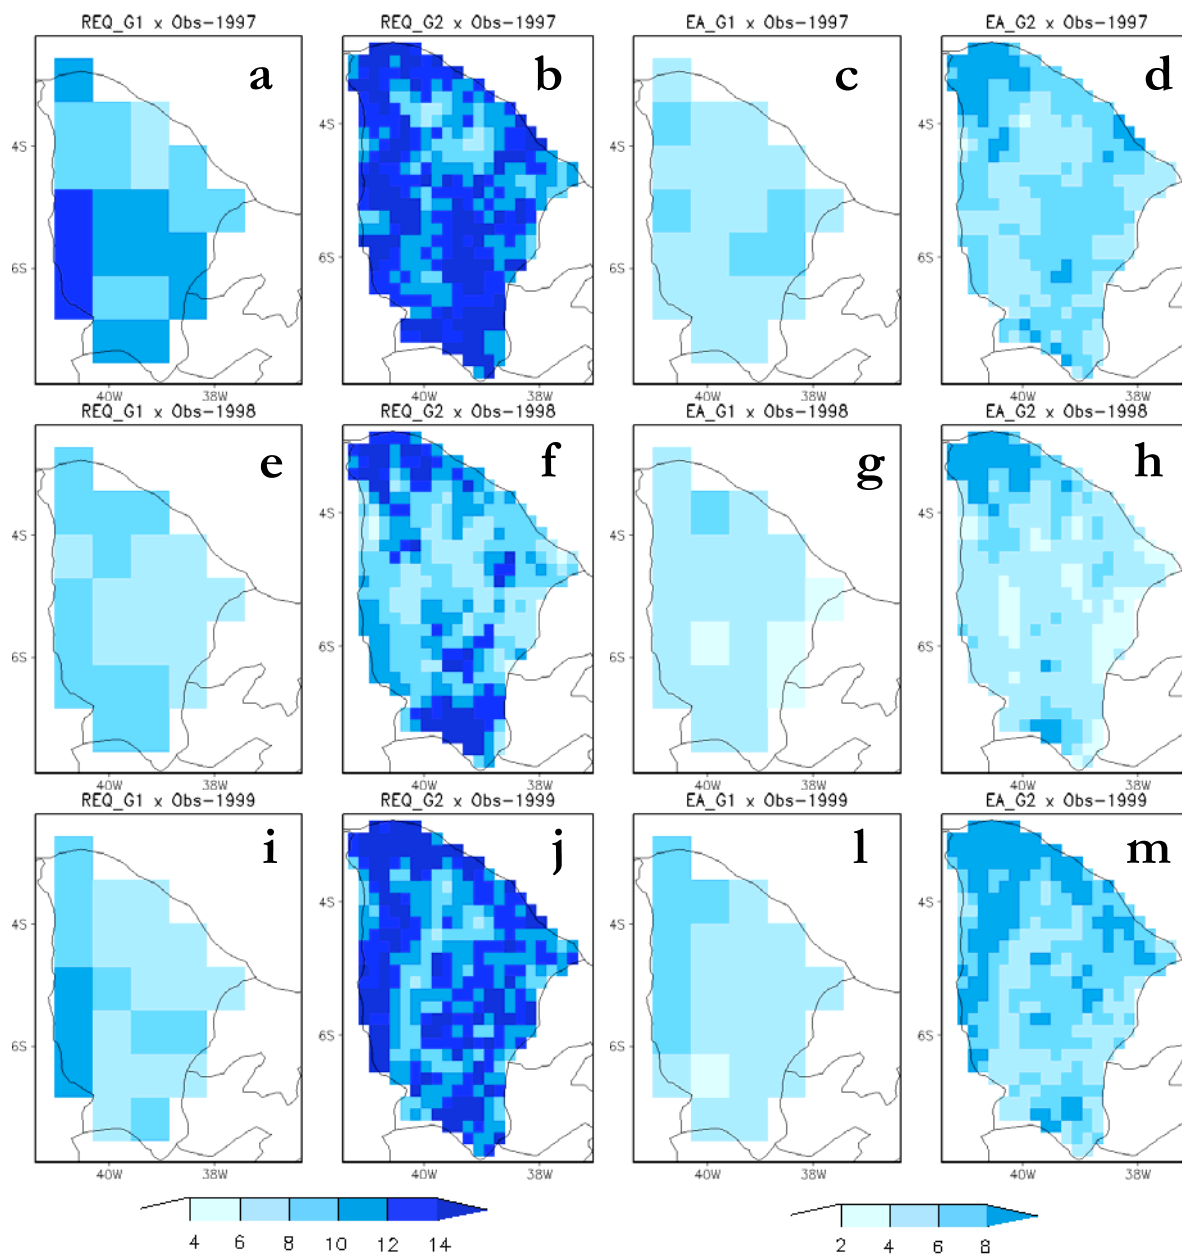 REQ_G1 x Obs-1997 REQ_G2 x Obs-1997 EA_G1 x Obs-1997 EA_G2 x Obs-1997
a b c d
4S 4S 4S 4S
6S 6S 6S 6S
40W 38W 40W 38W 40W 38W 40W 38W
REQ_G1 x Obs-1998 REQ_G2 x Obs-1998 EA_G1 x Obs-1998 EA_G2 x Obs-1998
e f g h
4S 4S 4S 4S
6S 6S 6S 6S
40W 38W 40W 38W 40W 38W 40W 38W
REQ_G1 x Obs-1999 REQ_G2 x Obs-1999 EA_G1 x Obs-1999 EA_G2 x Obs-1999
i j l m
4S 4S 4S 4S
6S 6S 6S 6S
40W 38W 40W 38W 40W 38W 40W 38W
4 6 8 10 12 14 2 4 6 8